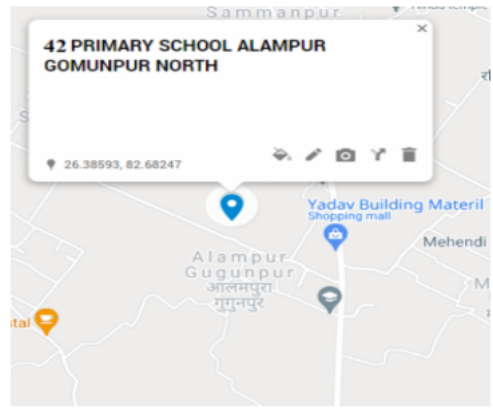 Sammanpur
42 PRIMARY SCHOOL ALAMPUR
GOMUNPUR NORTH
26.38593, 82.68247
Yadav Building Materil
Shopping mall
Mehendi
Alampur
Gugunpur
आलमपुरा
गुगुनपुर